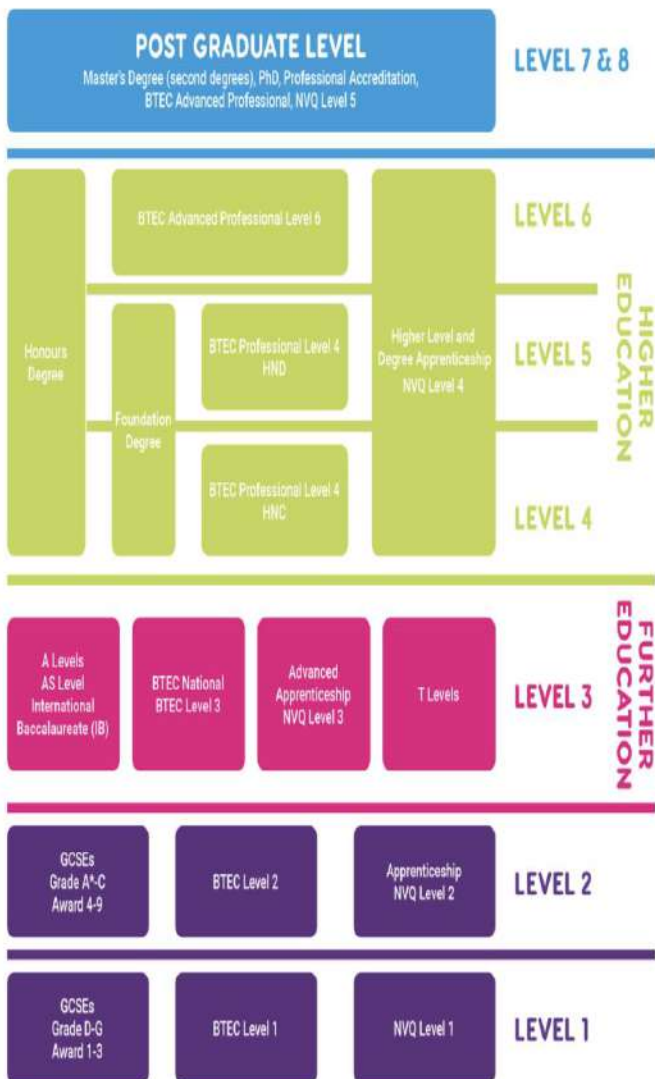 POST GRADUATE LEVEL
Master's Degree (second degrees), PhD, Professional Accreditation,
BTEC Advanced Professional, NVQ Level 5
LEVEL 7 & 8
Honours
Degree
BTEC Advanced Professional Level 6
Foundation
Degree
BTEC Professional Level 4
HND
BTEC Professional Level 4
HNC
Higher Level and
Degree Apprenticeship
NVQ Level 4
LEVEL 6
LEVEL 5
LEVEL 4
HIGHER
EDUCATION
A Levels
AS Level
International
Baccalaureate (IB)
BTEC National
BTEC Level 3
Advanced
Apprenticeship
NVQ Level 3
T Levels
LEVEL 3
FURTHER
EDUCATION
GCSEs
Grade A*-C
Award 4-9
BTEC Level 2
Apprenticeship
NVQ Level 2
LEVEL 2
GCSEs
Grade D-G
Award 1-3
BTEC Level 1
NVQ Level 1
LEVEL 1